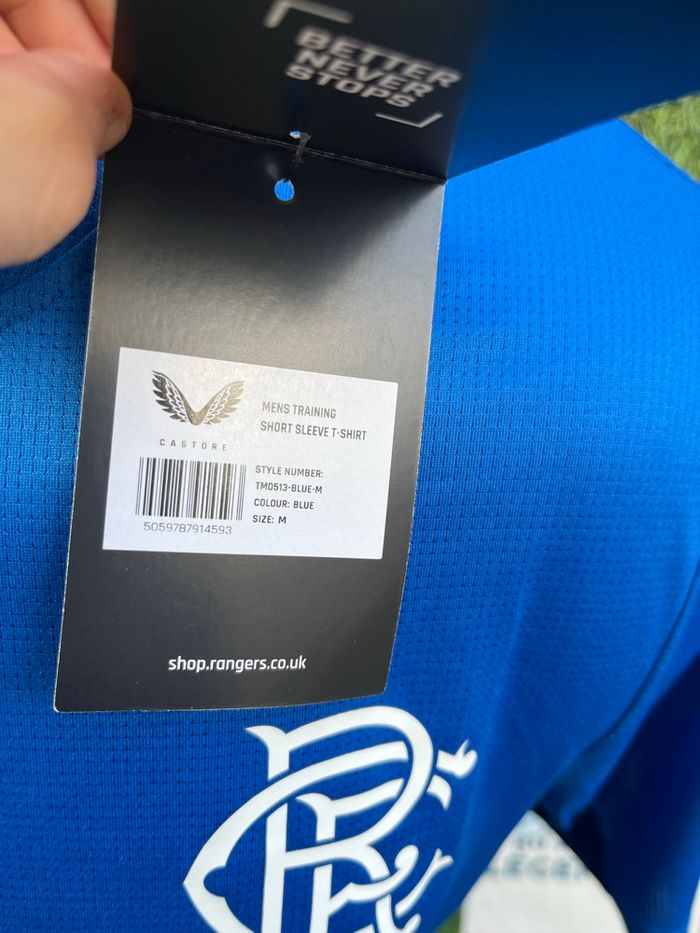 BETTER
NEVER
STOPS
CASTORE
MENS TRAINING
SHORT SLEEVE T-SHIRT
STYLE NUMBER:
TM0513-BLUE-M
COLOUR: BLUE
SIZE: M
5059787914593
shop.rangers.co.uk